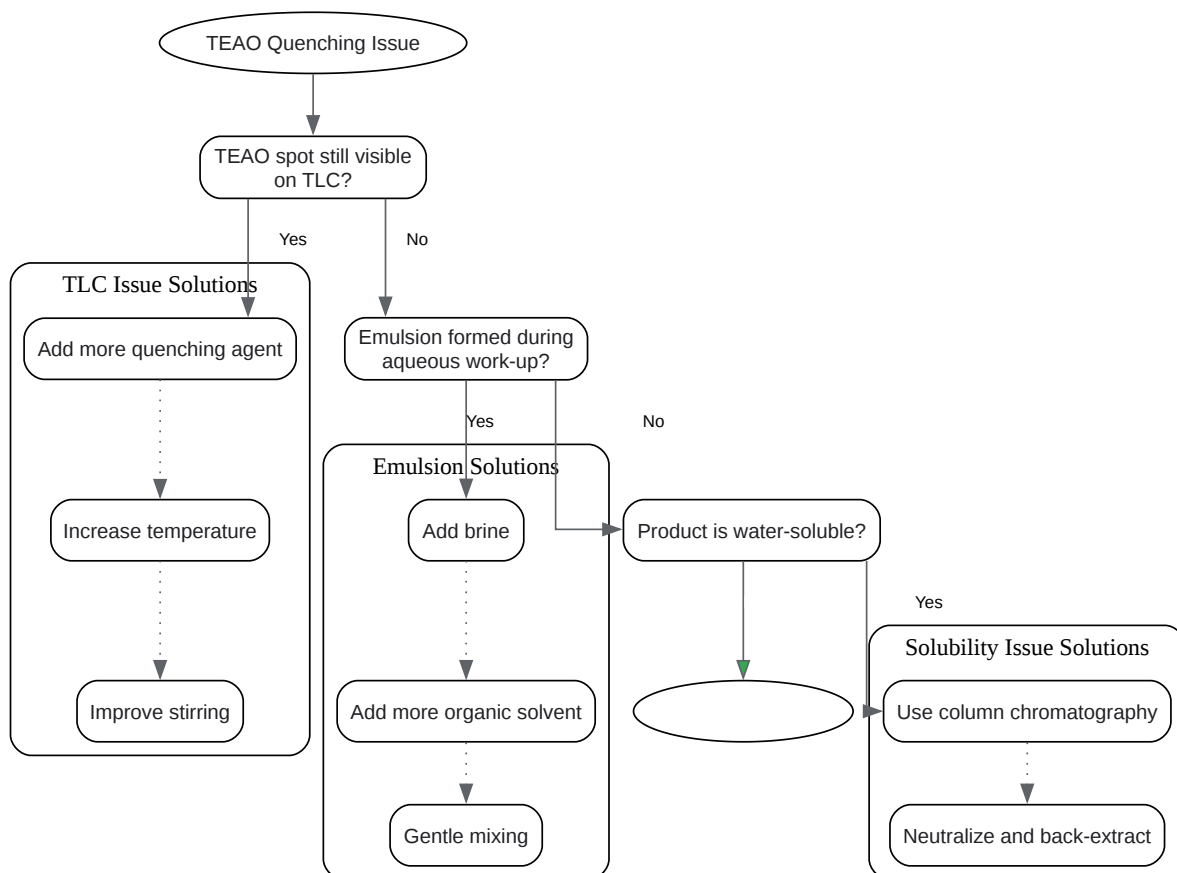 TEAO Quenching Issue
TEAO spot still visible
on TLC?
Yes
No
TLC Issue Solutions
Add more quenching agent
Emulsion formed during
aqueous work-up?
Yes
No
Emulsion Solutions
Increase temperature
Add brine
Product is water-soluble?
Yes
Solubility Issue Solutions
Improve stirring
Add more organic solvent
Use column chromatography
Gentle mixing
Neutralize and back-extract